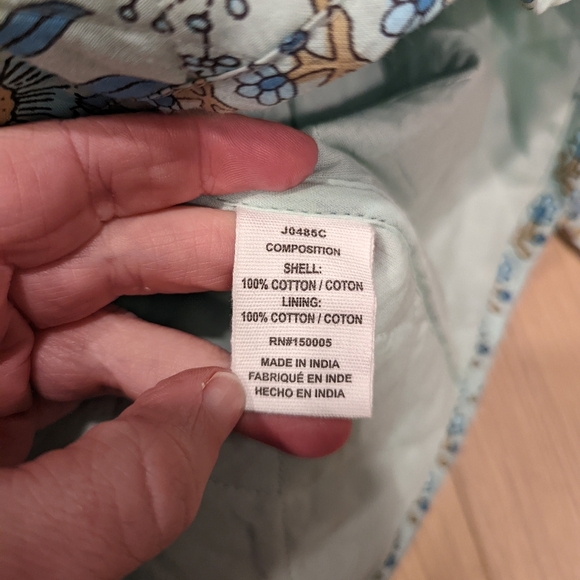 J0485C
COMPOSITION
SHELL:
100% COTTON / COTON
LINING:
100% COTTON / COTON
RN#150005
MADE IN INDIA
FABRIQUÉ EN INDE
HECHO EN INDIA